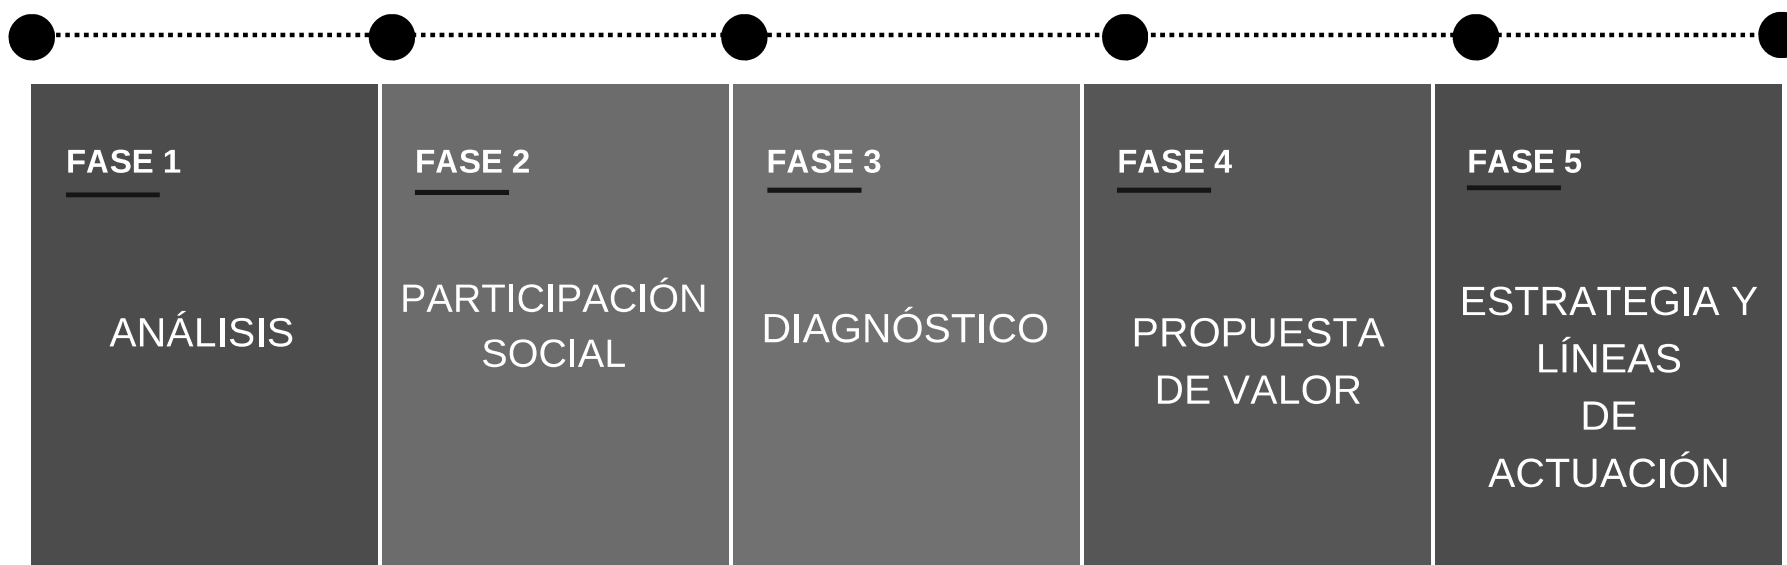 FASE 1
ANÁLISIS
FASE 2
PARTICIPACIÓN
SOCIAL
FASE 3
DIAGNÓSTICO
FASE 4
PROPUESTA
DE VALOR
FASE 5
ESTRATEGIA Y
LÍNEAS
DE
ACTUACIÓN